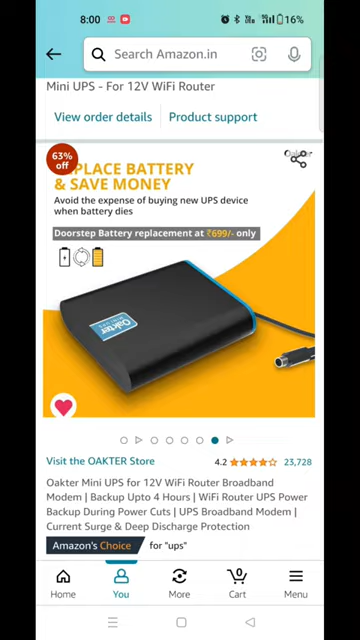 8:00
16%
Search Amazon.in
Mini UPS - For 12V WiFi Router
View order details
Product support
63% off
PLACE BATTERY
& SAVE MONEY
Avoid the expense of buying new UPS device
when battery dies
Doorstep Battery replacement at ₹699/- only
Oakter
MINI UPS
Visit the OAKTER Store
4.2
23,728
Oakter Mini UPS for 12V WiFi Router Broadband
Modem | Backup Upto 4 Hours | WiFi Router UPS Power
Backup During Power Cuts | UPS Broadband Modem |
Current Surge & Deep Discharge Protection
Amazon's Choice for "ups"
Home
You
More
0
Cart
Menu